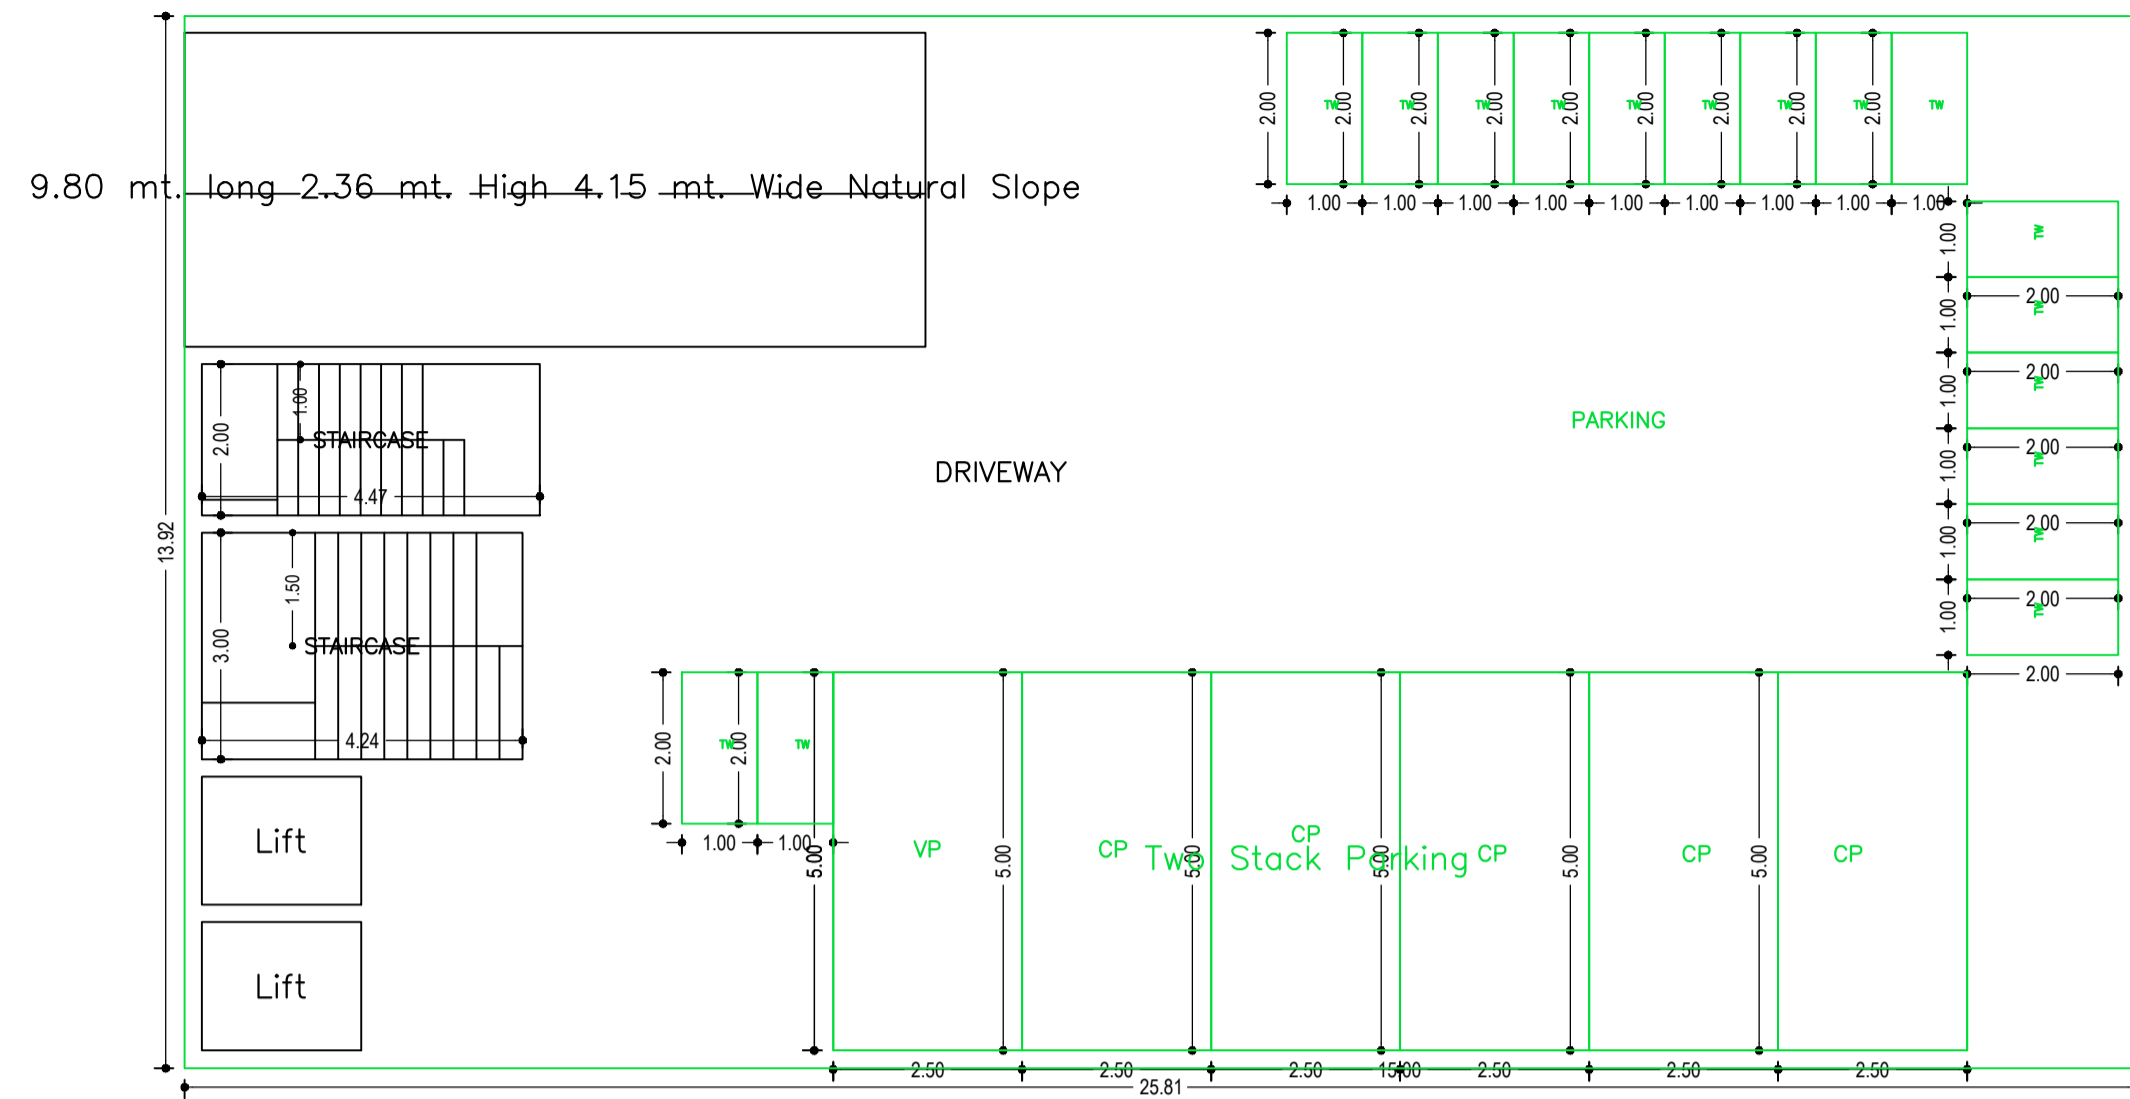 2.00 TW 2.00 TW 2.00 TW 2.00 TW 2.00 TW 2.00 TW 2.00 TW 2.00 TW 2.00 TW
9.80 mt. long 2.36 mt. High 4.15 mt. Wide Natural Slope
1.00 1.00 1.00 1.00 1.00 1.00 1.00 1.00 1.00
1.00 TW
2.00
1.00 TW
2.00
1.00 TW
2.00
1.00 TW
2.00
1.00 TW
2.00
1.00 TW
2.00
1.00
2.00
STAIRCASE
4.47
PARKING
DRIVEWAY
13.92
1.50
3.00
STAIRCASE
4.24
2.00 TW 2.00 TW
1.00 1.00
Lift
Lift
5.00 VP 5.00 CP 5.00 CP 5.00 CP 5.00 CP 5.00 CP
Two Stack Parking
2.50 2.50 2.50 15.00 2.50 2.50 2.50
25.81